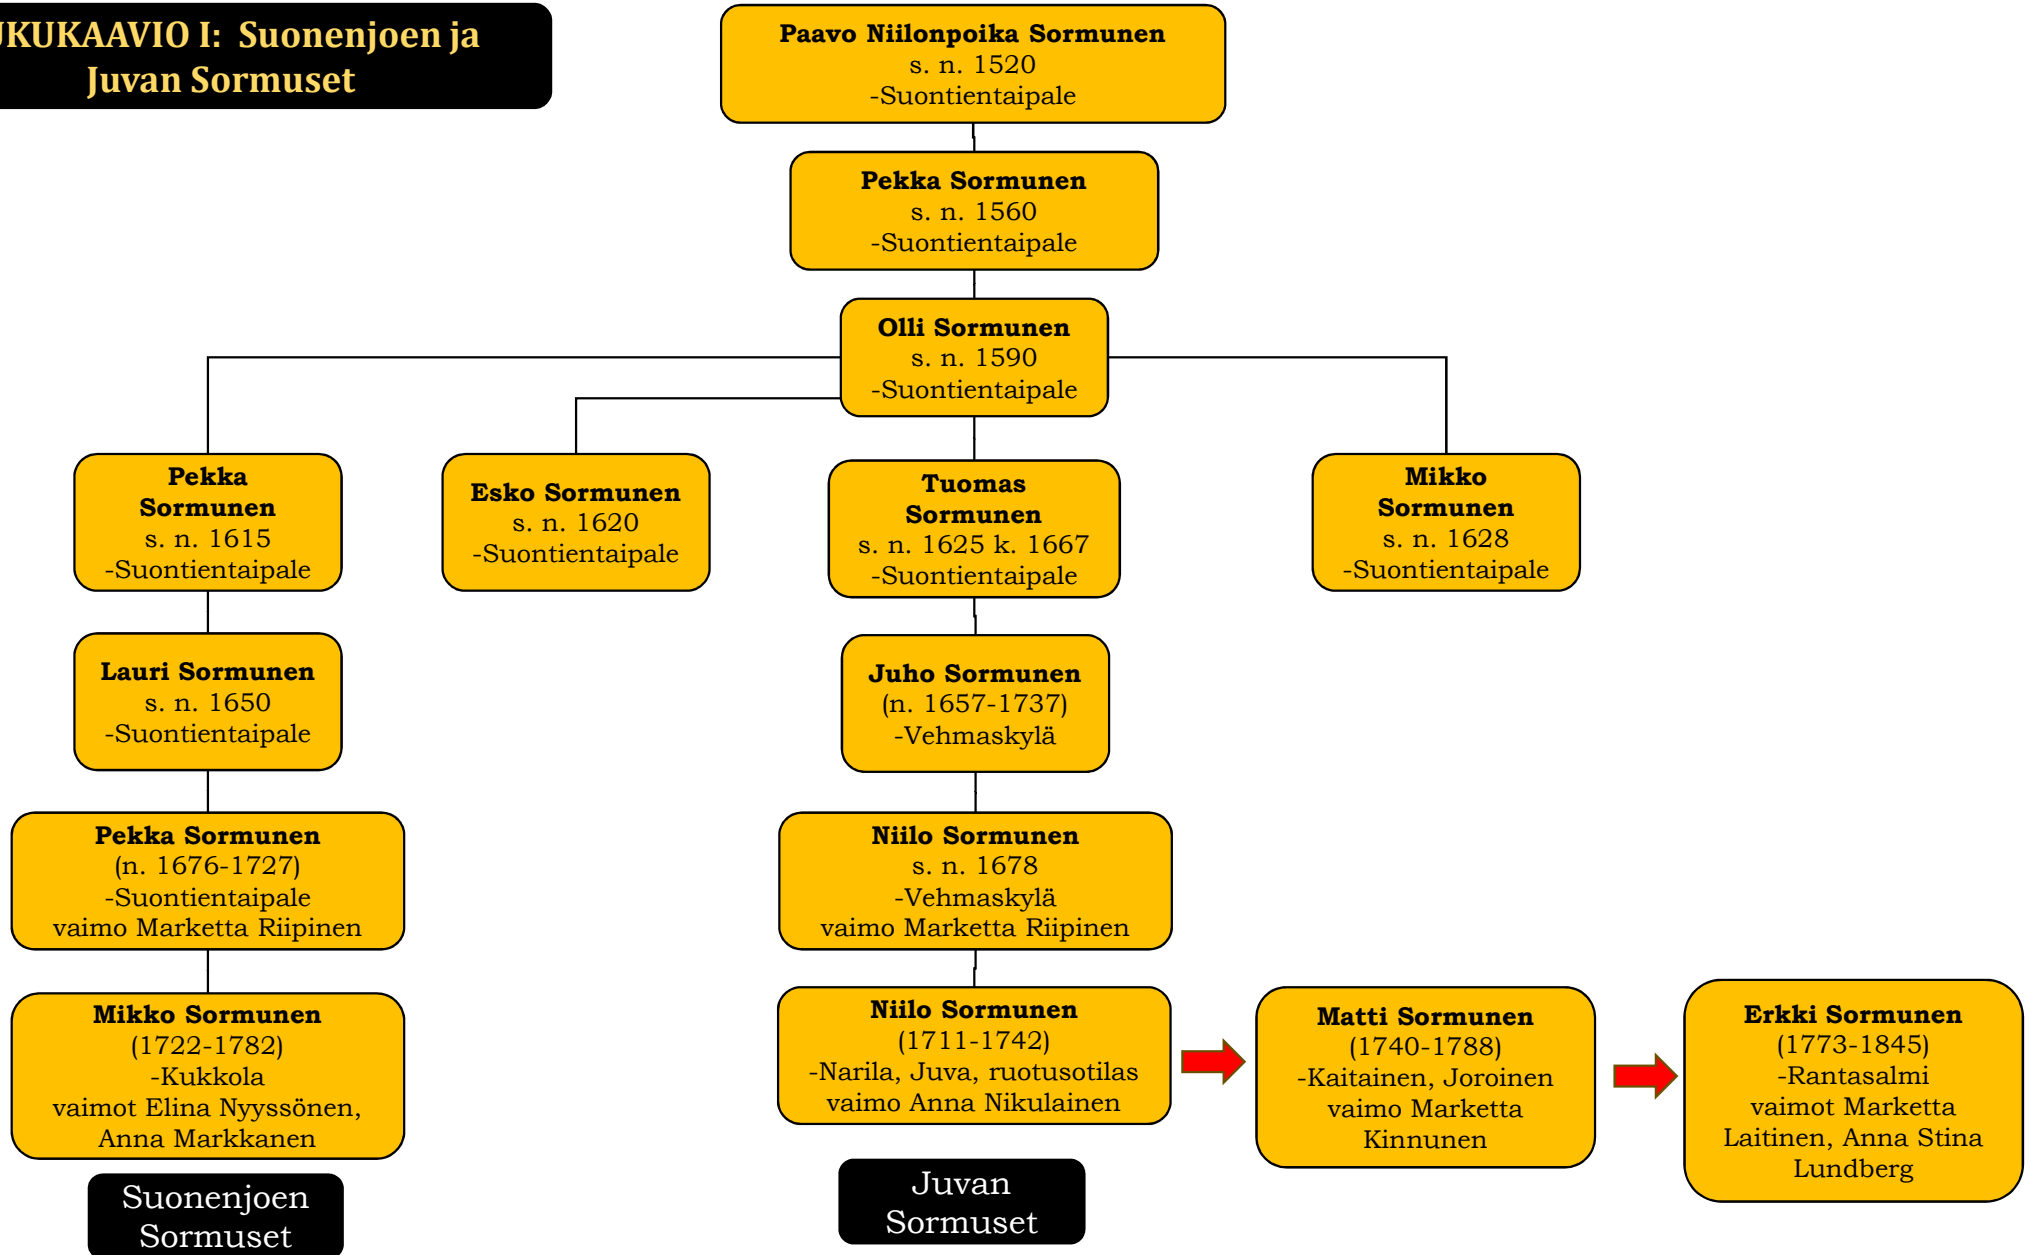 UKUKAAVIO I: Suonenjoen ja
Juvan Sormuset
Paavo Niilonpoika Sormunen
s. n. 1520
-Suontientaipale
Pekka Sormunen
s. n. 1560
-Suontientaipale
Olli Sormunen
s. n. 1590
-Suontientaipale
Pekka
Sormunen
s. n. 1615
-Suontientaipale
Esko Sormunen
s. n. 1620
-Suontientaipale
Tuomas
Sormunen
s. n. 1625 k. 1667
-Suontientaipale
Mikko
Sormunen
s. n. 1628
-Suontientaipale
Lauri Sormunen
s. n. 1650
-Suontientaipale
Juho Sormunen
(n. 1657-1737)
-Vehmaskylä
Pekka Sormunen
(n. 1676-1727)
-Suontientaipale
vaimo Marketta Riipinen
Niilo Sormunen
s. n. 1678
-Vehmaskylä
vaimo Marketta Riipinen
Mikko Sormunen
(1722-1782)
-Kukkola
vaimot Elina Nyyssönen,
Anna Markkanen
Niilo Sormunen
(1711-1742)
-Narila, Juva, ruotusotilas
vaimo Anna Nikulainen
Matti Sormunen
(1740-1788)
-Kaitainen, Joroinen
vaimo Marketta
Kinnunen
Erkki Sormunen
(1773-1845)
-Rantasalmi
vaimot Marketta
Laitinen, Anna Stina
Lundberg
Suonenjoen
Sormuset
Juvan
Sormuset